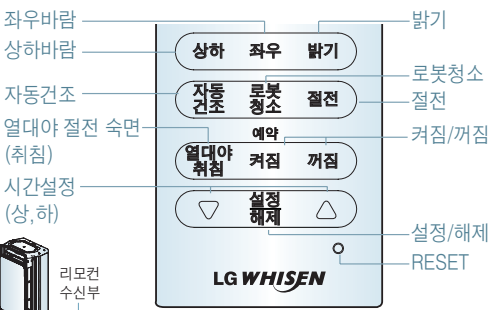 좌우바람
밝기
상하바람
상하 좌우 밝기
로봇청소
자동건조
자동
건조
로봇
청소
절전
절전
열대야 절전 숙면
(취침)
예약
켜짐/꺼짐
열대야
취침
켜짐 꺼짐
시간설정
(상,하)
설정
해제
설정/해제
RESET
리모컨
수신부
LG WHISEN